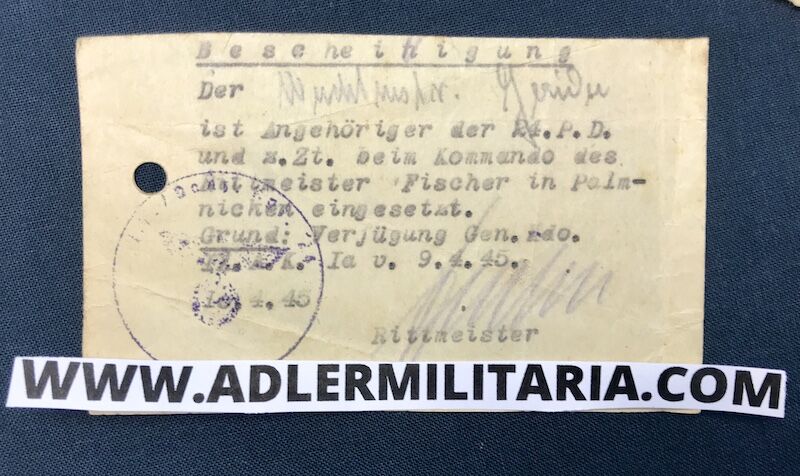 Bescheinigung
Der
ist Angehöriger der 24.P.D.
und z.Zt. beim Kommando des
Rittmeister Fischer in Palm-
nicken eingesetzt.
Grund: Verfügung Gen.Kdo.
A.K. Ia v. 9.4.45.
4.45
Rittmeister
WWW.ADLERMILITARIA.COM